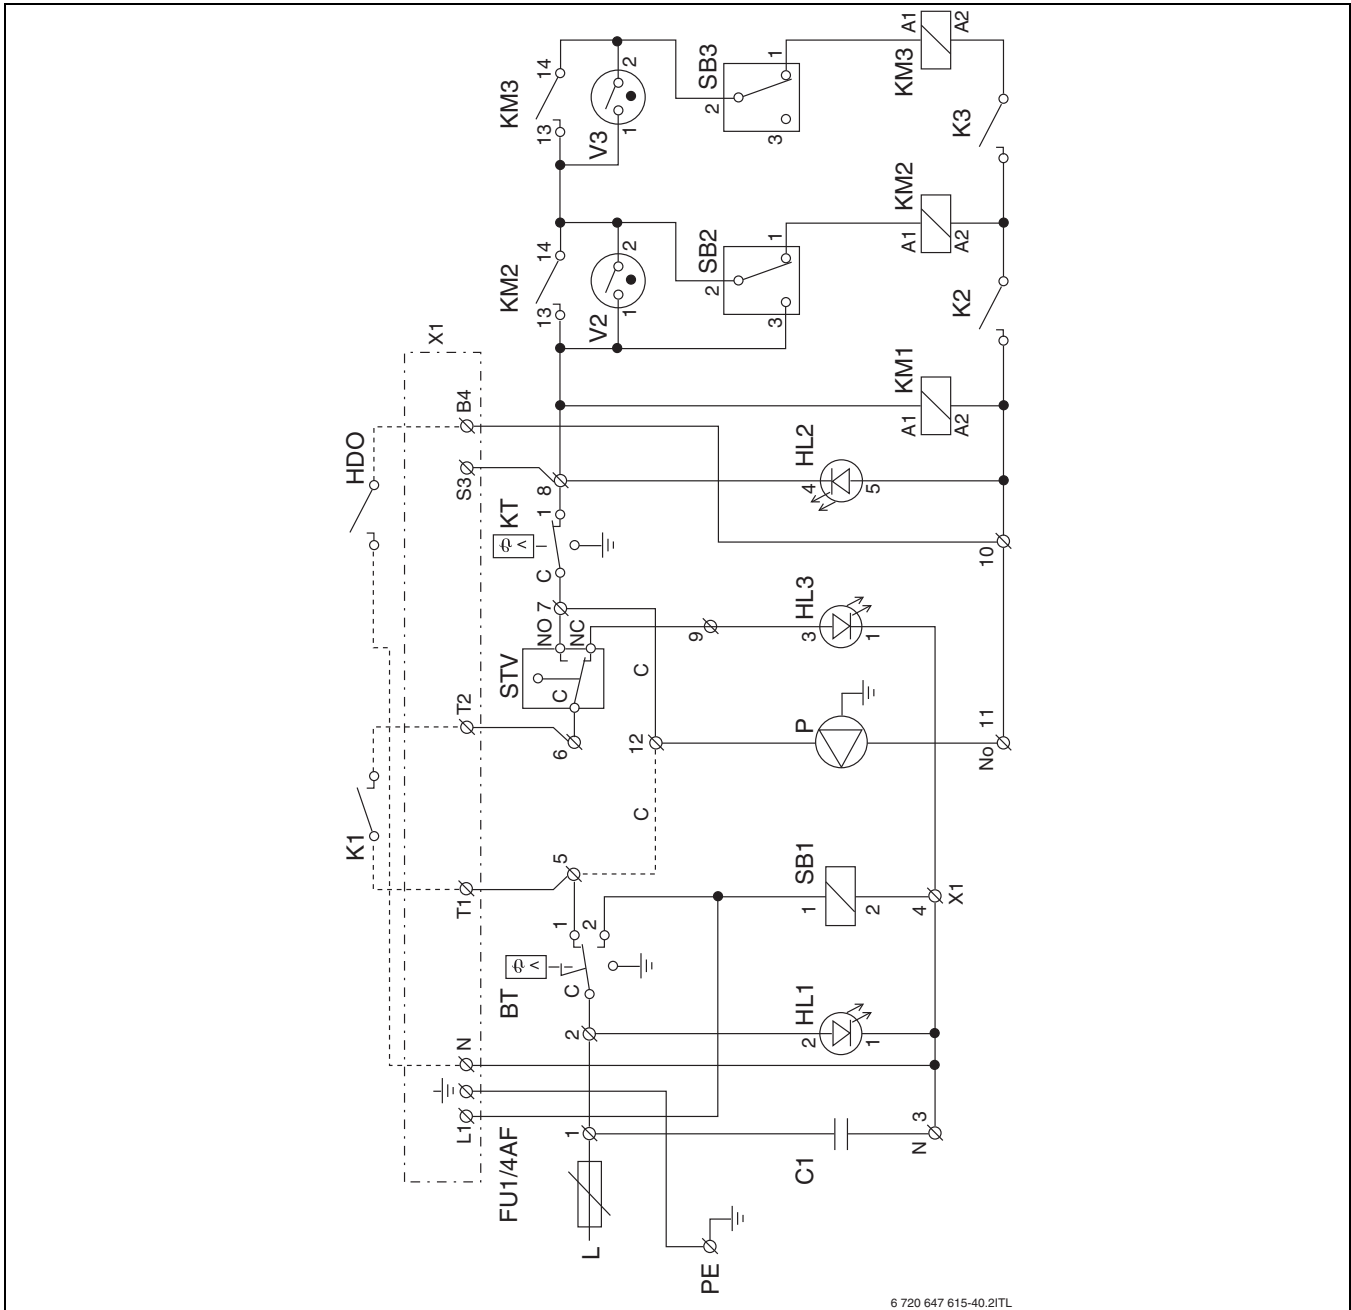 KM3
13
14
V3
1
2
SB3
2
1
3
KM3
A1
A2
K3
KM2
13
14
V2
1
2
SB2
2
1
3
KM2
A1
A2
K2
X1
HDO
B4
S3
8
KM1
A1
A2
HL2
4
5
KT
1
C
ϑ
<
10
7
NO
NC
STV
C
9
HL3
3
1
C
T2
6
12
P
No
11
K1
C
T1
5
SB1
1
2
4
X1
1
2
BT
C
ϑ
<
2
HL1
2
1
N
L1
FU1/4AF
1
C1
N
3
L
PE
6 720 647 615-40.2ITL